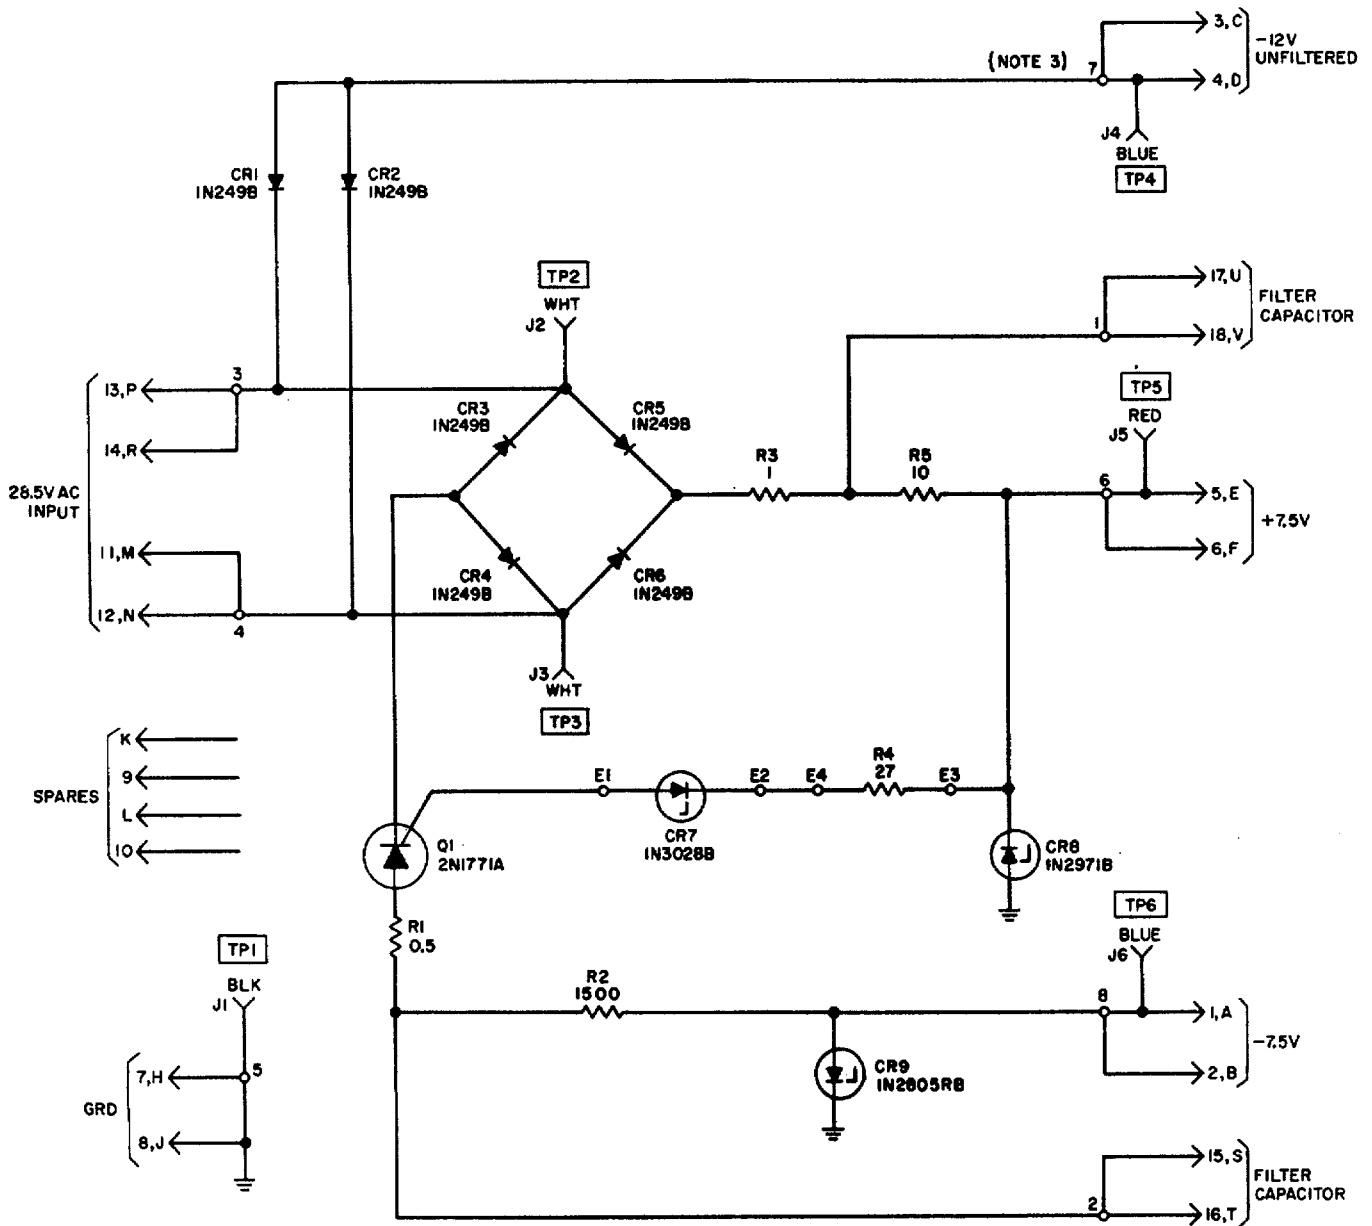 3, C
-12V
UNFILTERED
(NOTE 3)
7
4, D
J4
BLUE
TP4
CR1
1N249B
CR2
1N249B
TP2
WHT
J2
17, U
FILTER
CAPACITOR
1
18, V
13, P
3
14, R
28.5V AC
INPUT
11, M
12, N
4
CR3
1N249B
CR5
1N249B
CR4
1N249B
CR6
1N249B
R3
1
R5
10
TP5
RED
J5
6
5, E
+7.5V
6, F
J3
WHT
TP3
SPARES
K
9
L
10
E1
CR7
1N3028B
E2
E4
R4
27
E3
Q1
2N1771A
CR8
1N2971B
R1
0.5
TP1
BLK
J1
7, H
5
GRD
8, J
R2
1500
CR9
1N2805RB
TP6
BLUE
J6
8
1, A
-7.5V
2, B
15, S
FILTER
CAPACITOR
2
16, T